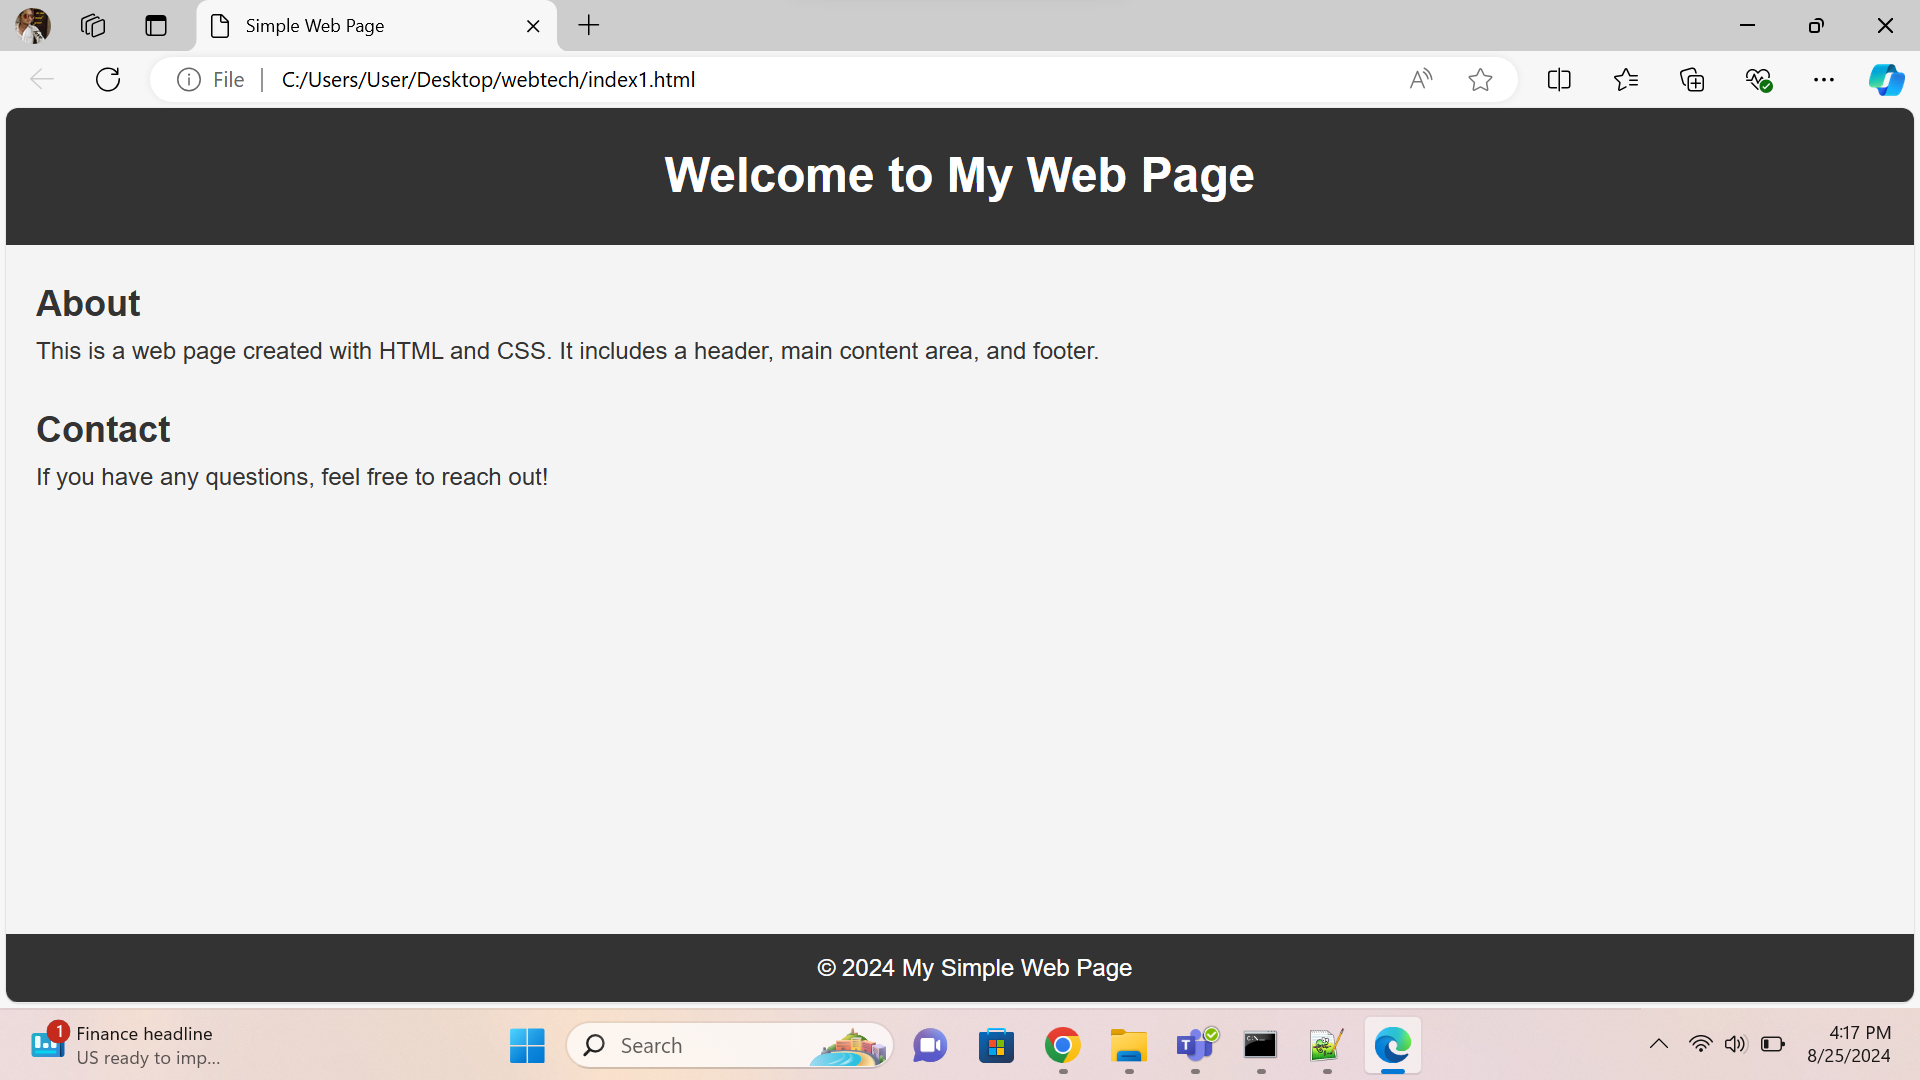 Simple Web Page
File
C:/Users/User/Desktop/webtech/index1.html
Welcome to My Web Page
About
This is a web page created with HTML and CSS. It includes a header, main content area, and footer.
Contact
If you have any questions, feel free to reach out!
© 2024 My Simple Web Page
1
Finance headline
US ready to imp...
Search
4:17 PM
8/25/2024